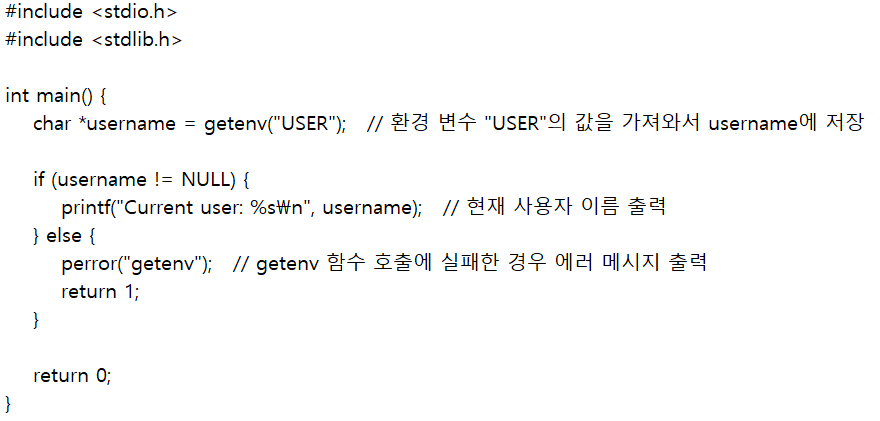 #include <stdio.h>
#include <stdlib.h>
int main() {
char *username = getenv("USER"); // 환경 변수 "USER"의 값을 가져와서 username에 저장
if (username != NULL) {
printf("Current user: %s₩n", username); // 현재 사용자 이름 출력
} else {
perror("getenv"); // getenv 함수 호출에 실패한 경우 에러 메시지 출력
return 1;
}
return 0;
}